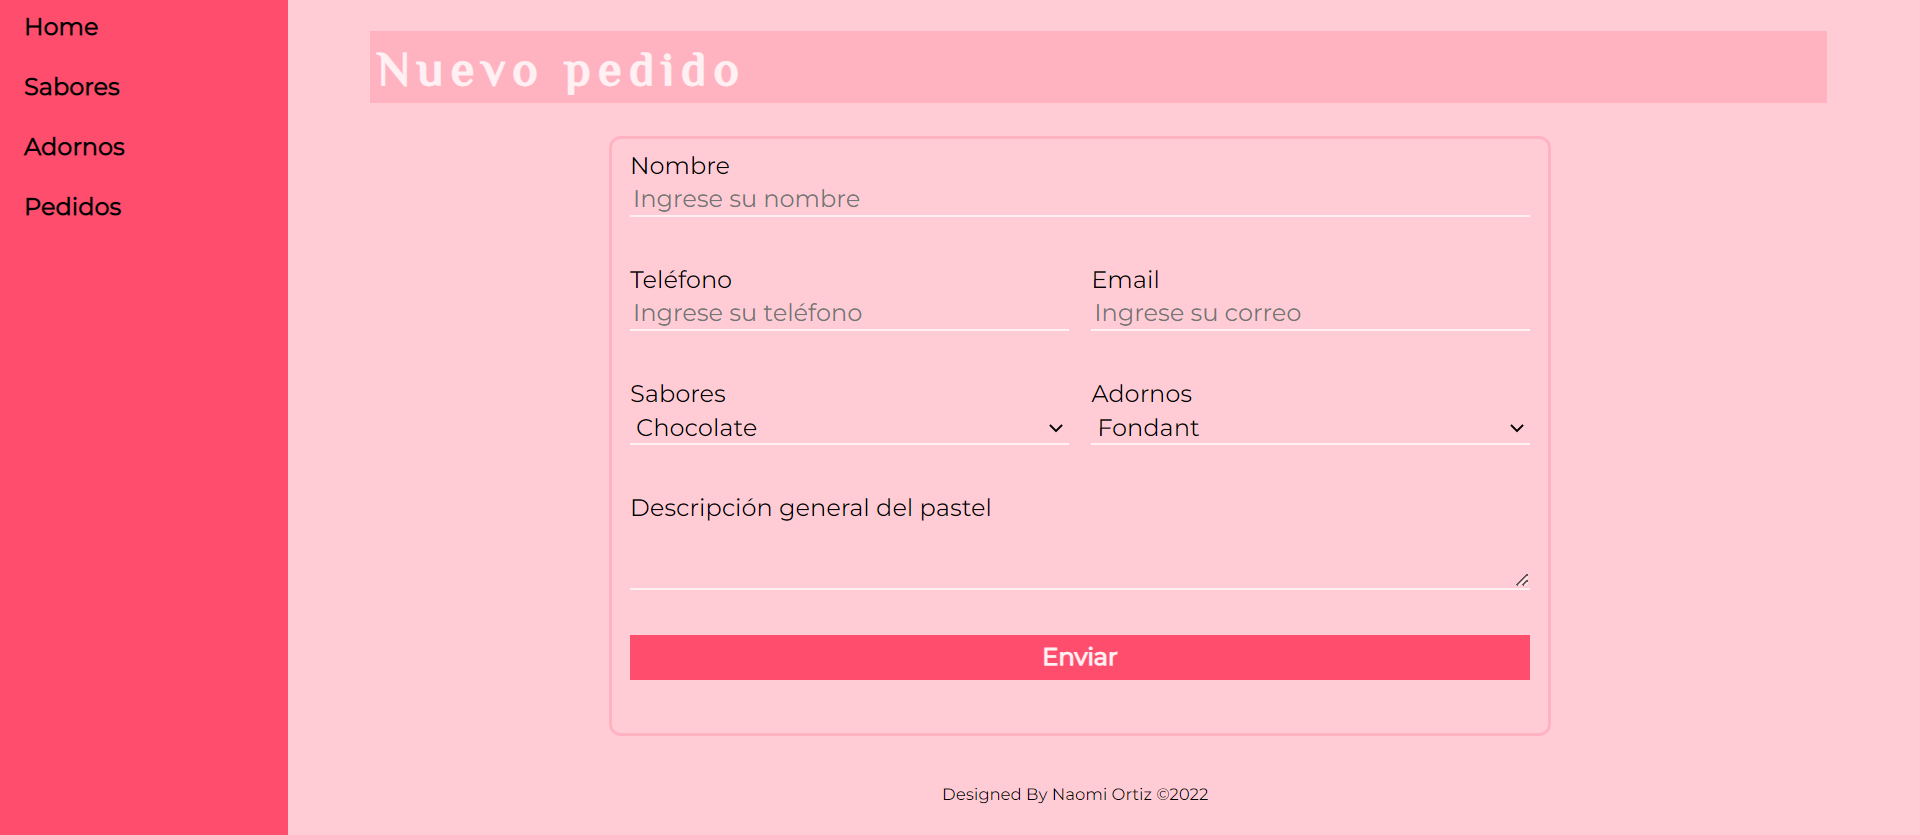 Home
Sabores
Adornos
Pedidos
Nuevo pedido
Nombre
Ingrese su nombre
Teléfono
Email
Ingrese su teléfono
Ingrese su correo
Sabores
Adornos
Chocolate
Fondant
Descripción general del pastel
Enviar
Designed By Naomi Ortiz ©2022